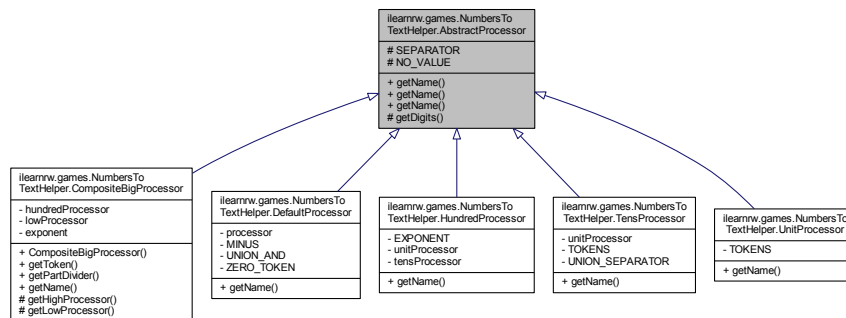 ilearnrw.games.NumbersTo
TextHelper.AbstractProcessor
# SEPARATOR
# NO_VALUE
+ getName()
+ getName()
+ getName()
# getDigits()
ilearnrw.games.NumbersTo
TextHelper.CompositeBigProcessor
- hundredProcessor
- lowProcessor
- exponent
+ CompositeBigProcessor()
+ getToken()
+ getPartDivider()
+ getName()
# getHighProcessor()
# getLowProcessor()
ilearnrw.games.NumbersTo
TextHelper.DefaultProcessor
- processor
- MINUS
- UNION_AND
- ZERO_TOKEN
+ getName()
ilearnrw.games.NumbersTo
TextHelper.HundredProcessor
- EXPONENT
- unitProcessor
- tensProcessor
+ getName()
ilearnrw.games.NumbersTo
TextHelper.TensProcessor
- unitProcessor
- TOKENS
- UNION_SEPARATOR
+ getName()
ilearnrw.games.NumbersTo
TextHelper.UnitProcessor
- TOKENS
+ getName()